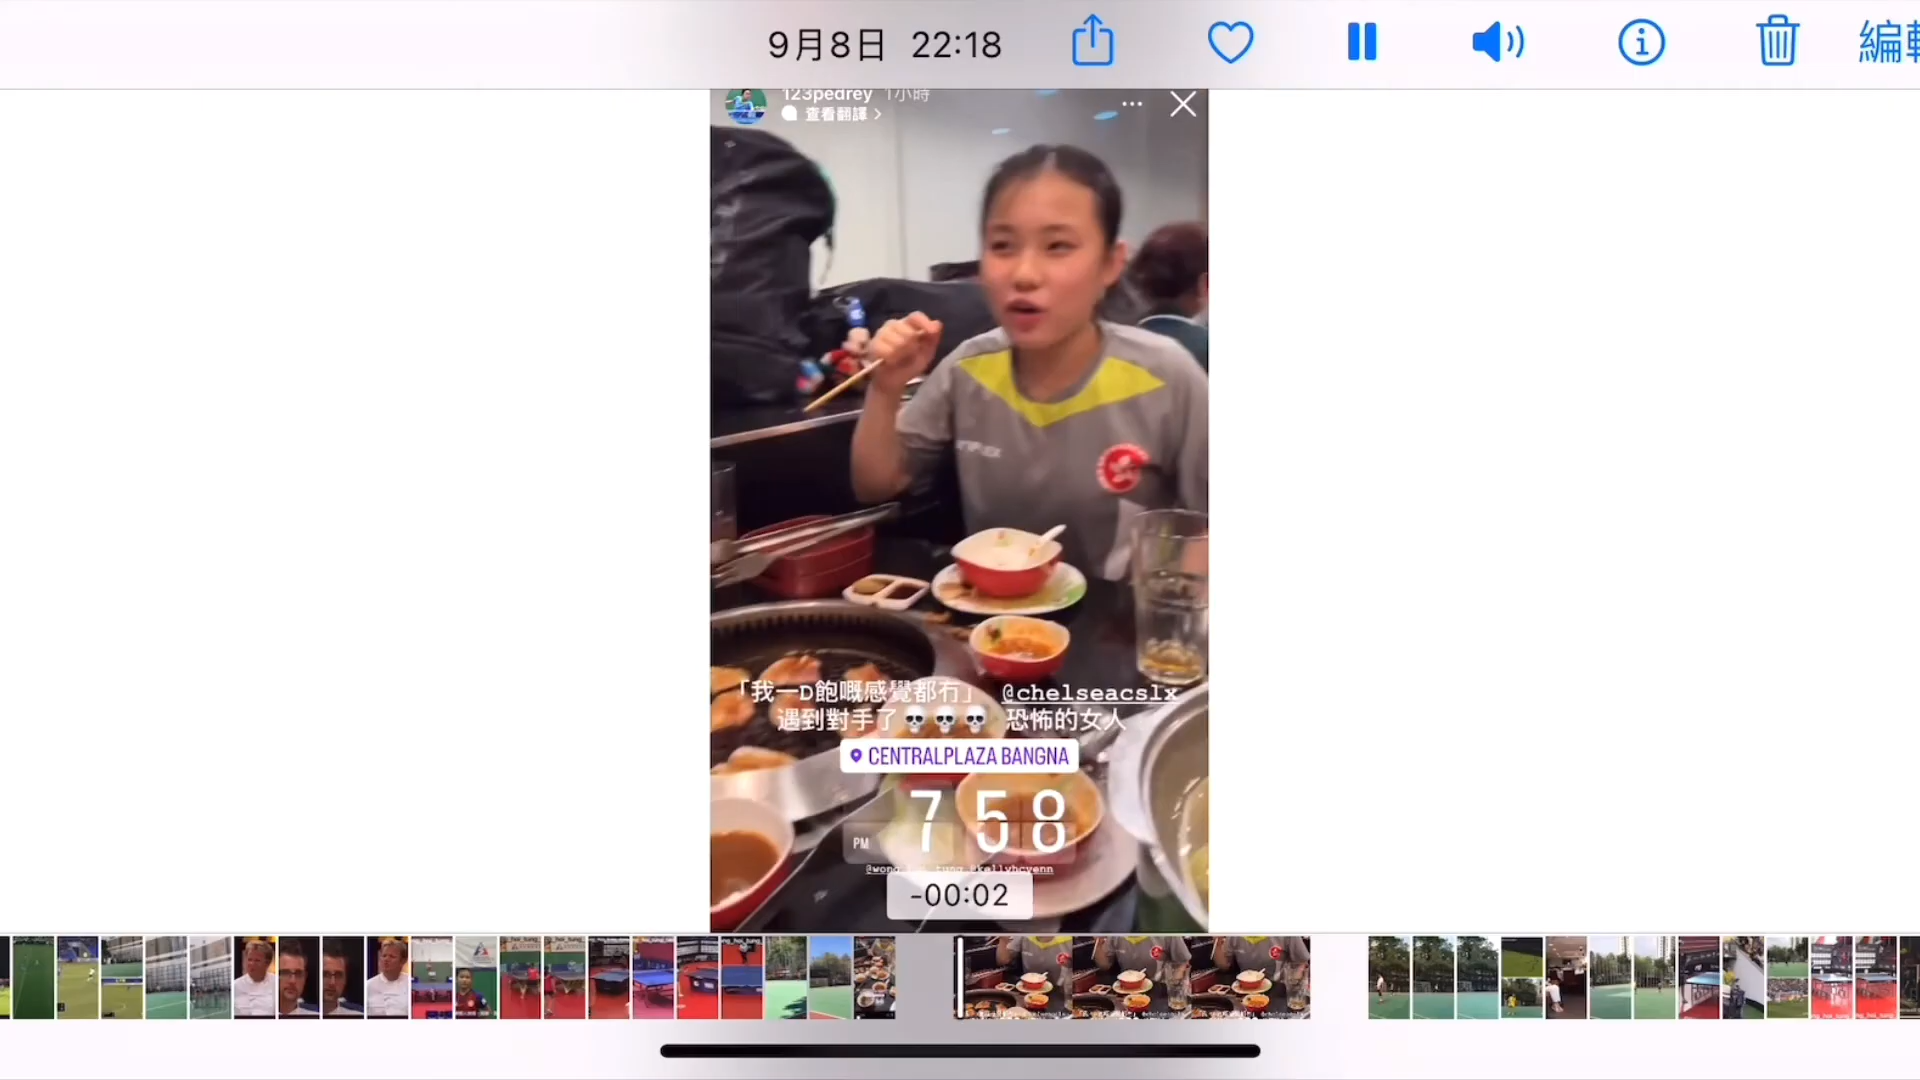 9月8日 22:18
編輯
123pedrey 1小時
查看翻譯
「我一D飽嘅感覺都冇」 @chelseacslx
遇到對手了💀💀💀 恐怖的女人
CENTRALPLAZA BANGNA
PM 7 58
@kellyhcyenn
-00:02